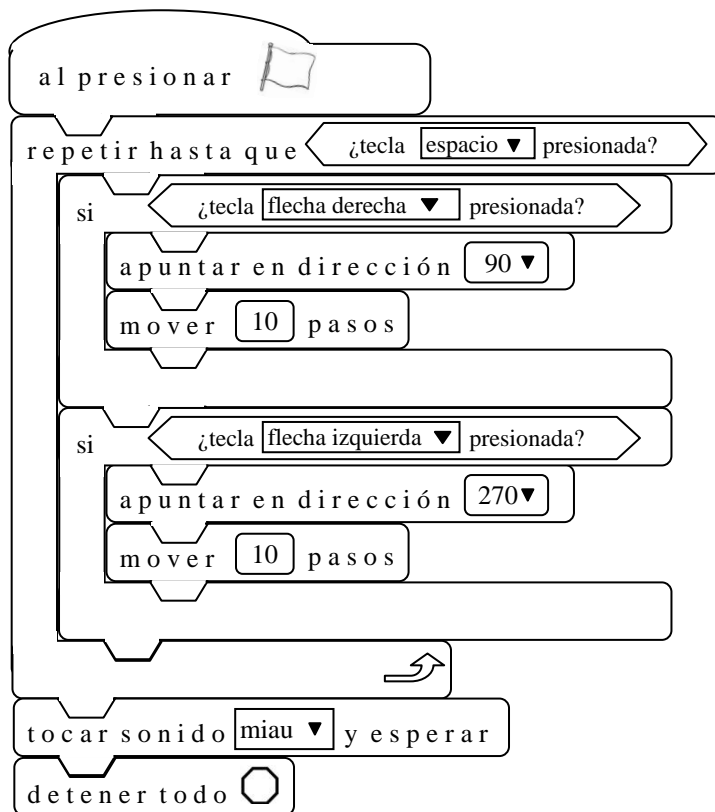 al presionar
repetir hasta que ¿tecla espacio ▼ presionada?
si ¿tecla flecha derecha ▼ presionada?
apuntar en dirección 90 ▼
mover 10 pasos
si ¿tecla flecha izquierda ▼ presionada?
apuntar en dirección 270 ▼
mover 10 pasos
tocar sonido miau ▼ y esperar
detener todo